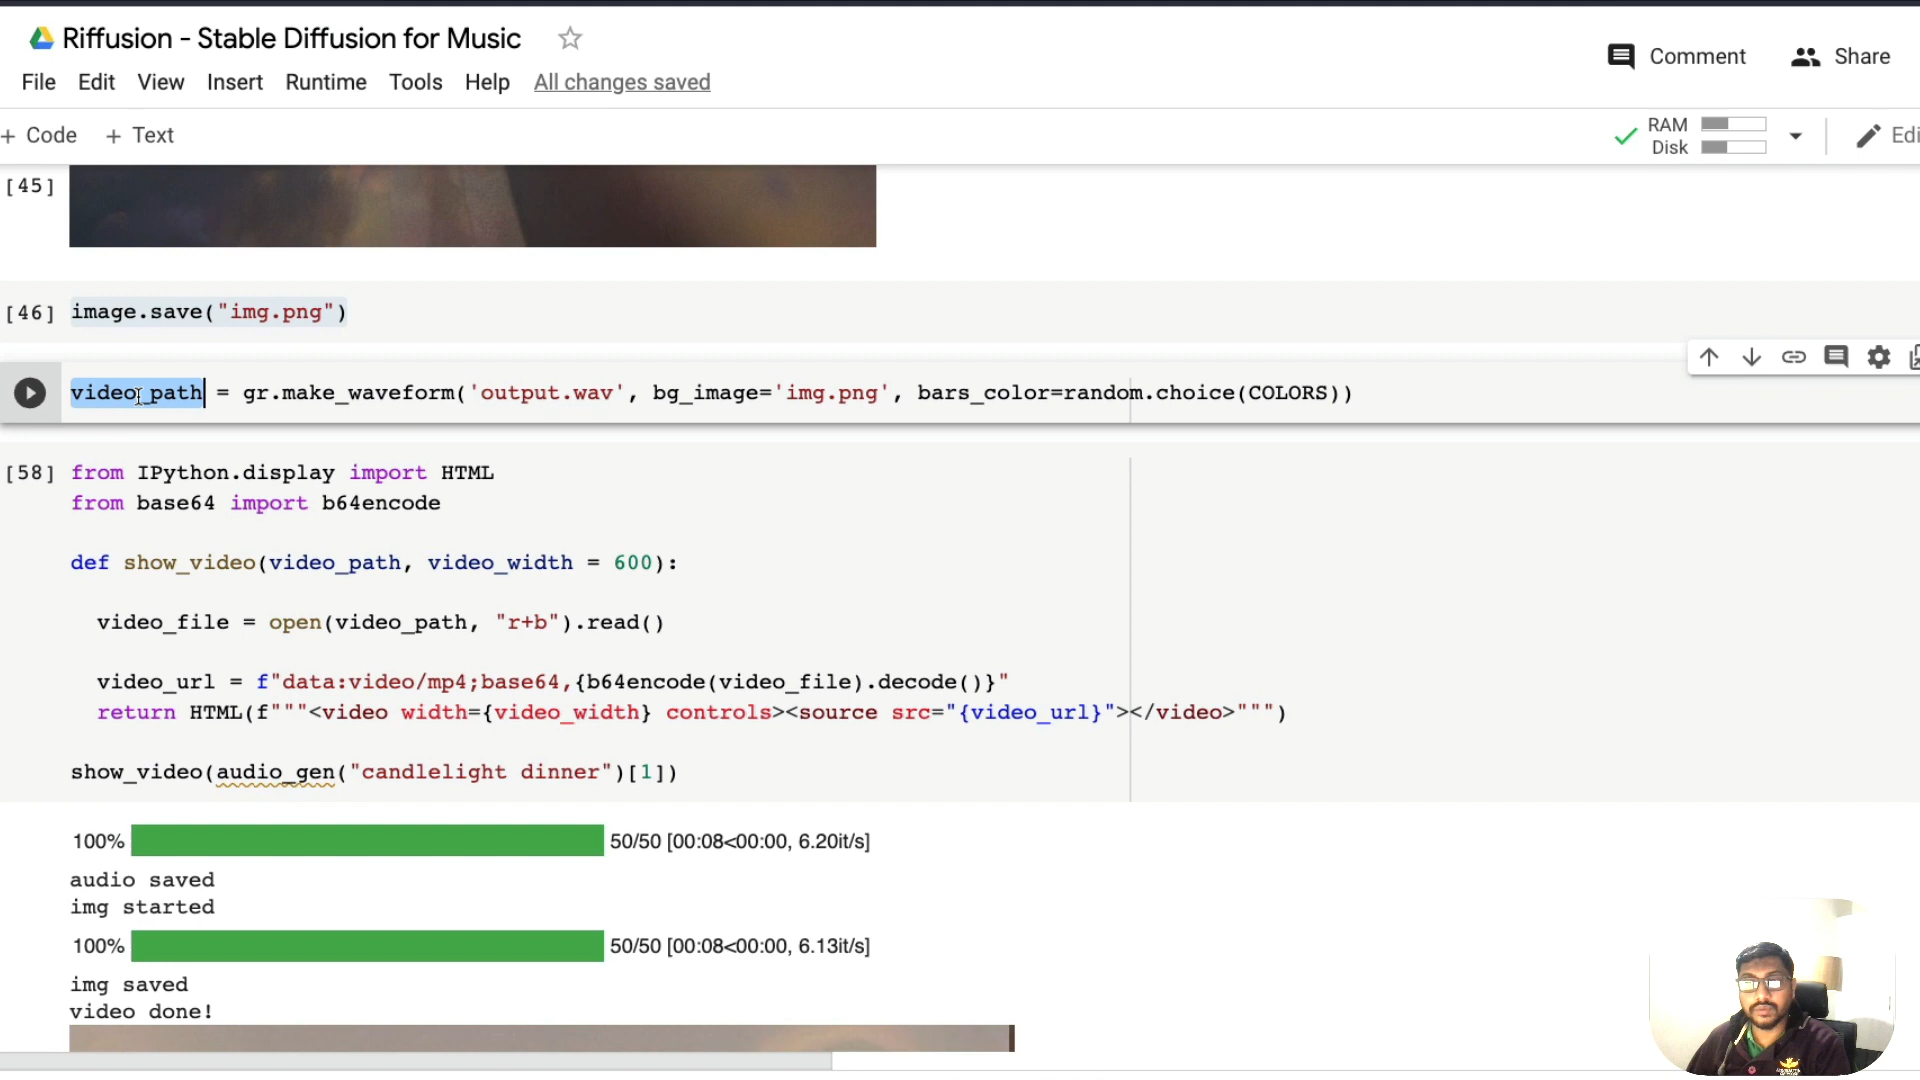 Riffusion - Stable Diffusion for Music
Comment
Share
File Edit View Insert Runtime Tools Help All changes saved
+ Code + Text
RAM
Disk
Edi
[45]
[46] image.save("img.png")
video_path = gr.make_waveform('output.wav', bg_image='img.png', bars_color=random.choice(COLORS))
[58] from IPython.display import HTML
from base64 import b64encode
def show_video(video_path, video_width = 600):
video_file = open(video_path, "r+b").read()
video_url = f"data:video/mp4;base64,{b64encode(video_file).decode()}"
return HTML(f"""<video width={video_width} controls><source src="{video_url}"></video>""")
show_video(audio_gen("candlelight dinner")[1])
100% 50/50 [00:08<00:00, 6.20it/s]
audio saved
img started
100% 50/50 [00:08<00:00, 6.13it/s]
img saved
video done!